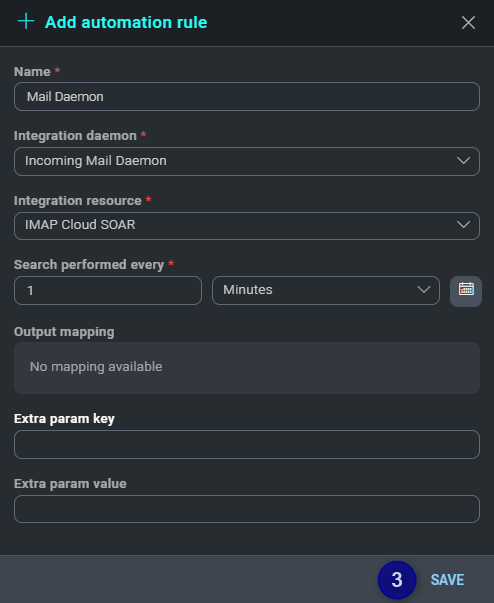 Add automation rule
Name *
Mail Daemon
Integration daemon *
Incoming Mail Daemon
Integration resource *
IMAP Cloud SOAR
Search performed every *
1 Minutes
Output mapping
No mapping available
Extra param key
Extra param value
3 SAVE